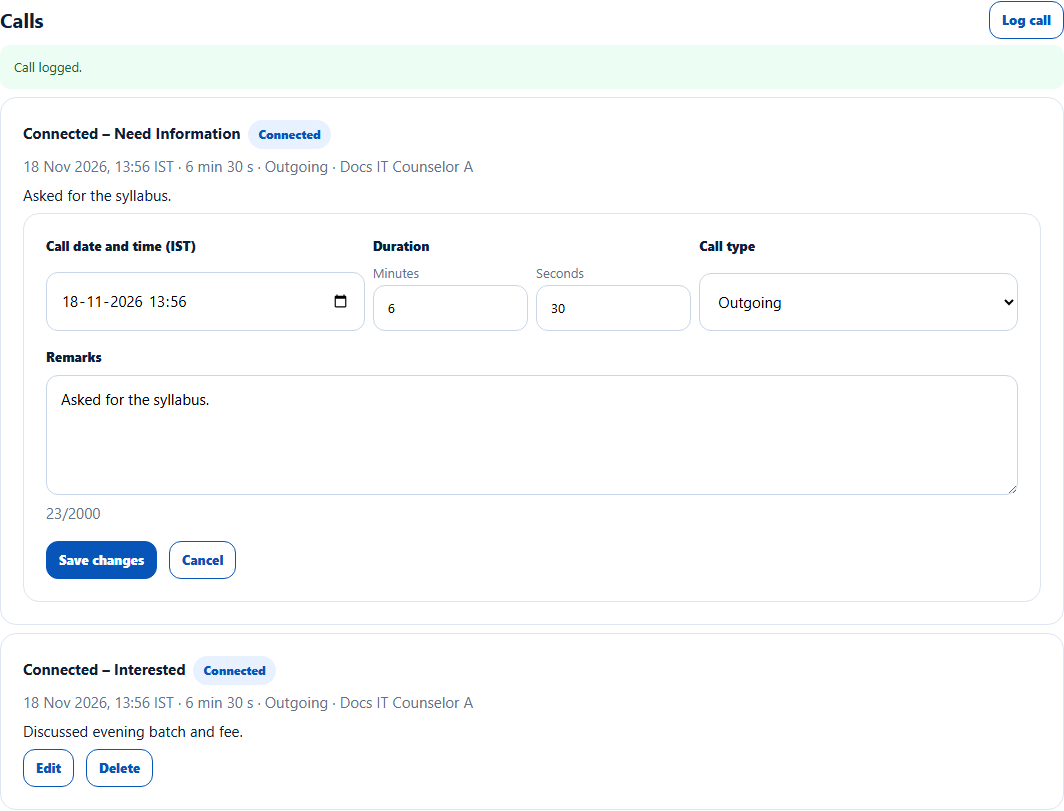 Calls
Log call
Call logged.
Connected – Need Information Connected
18 Nov 2026, 13:56 IST · 6 min 30 s · Outgoing · Docs IT Counselor A
Asked for the syllabus.
Call date and time (IST) Duration Call type
Minutes Seconds
18-11-2026 13:56 6 30 Outgoing
Remarks
Asked for the syllabus.
23/2000
Save changes Cancel
Connected – Interested Connected
18 Nov 2026, 13:56 IST · 6 min 30 s · Outgoing · Docs IT Counselor A
Discussed evening batch and fee.
Edit Delete